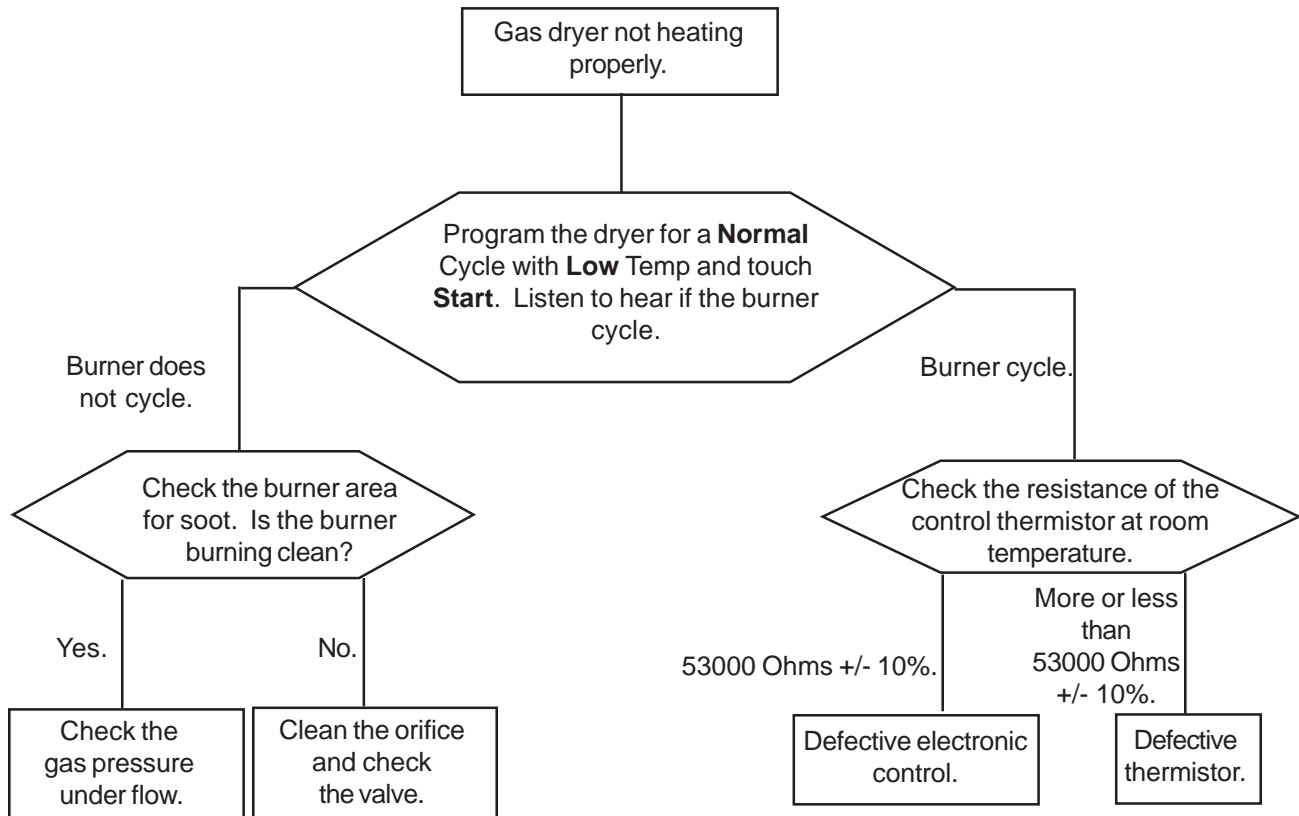 Gas dryer not heating
properly.
Program the dryer for a Normal
Cycle with Low Temp and touch
Start. Listen to hear if the burner
cycle.
Burner does
not cycle.
Burner cycle.
Check the burner area
for soot. Is the burner
burning clean?
Check the resistance of the
control thermistor at room
temperature.
Yes.
No.
53000 Ohms +/- 10%.
More or less
than
53000 Ohms
+/- 10%.
Check the
gas pressure
under flow.
Clean the orifice
and check
the valve.
Defective electronic
control.
Defective
thermistor.